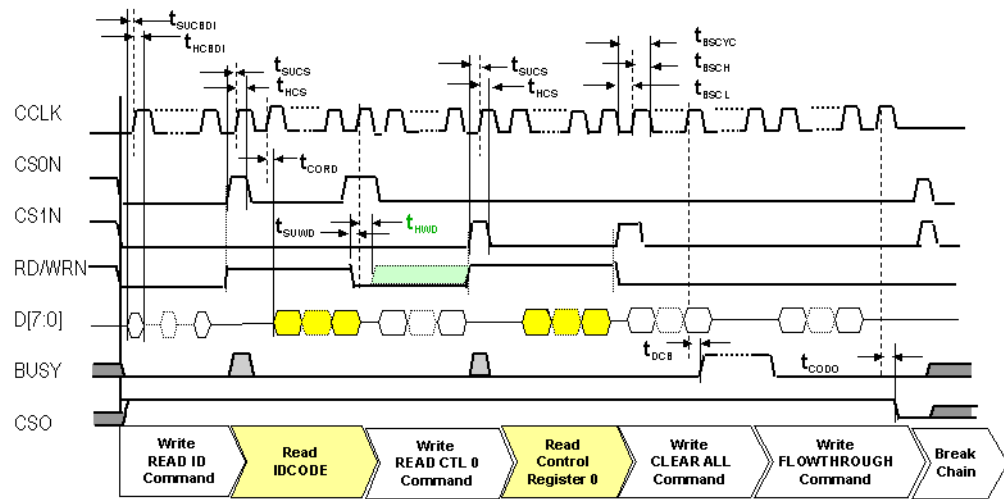 tSUCBDI
tHCBDI
tSUCS
tHCS
tSUCS
tHCS
tBSCYC
tBSCH
tBSCL
CCLK
tCORD
CS0N
CS1N
tSUWD
tHWD
RD/WRN
D[7:0]
tDCB
tCODO
BUSY
CSO
Write
READ ID
Command
Read
IDCODE
Write
READ CTL 0
Command
Read
Control
Register 0
Write
CLEAR ALL
Command
Write
FLOWTHROUGH
Command
Break
Chain